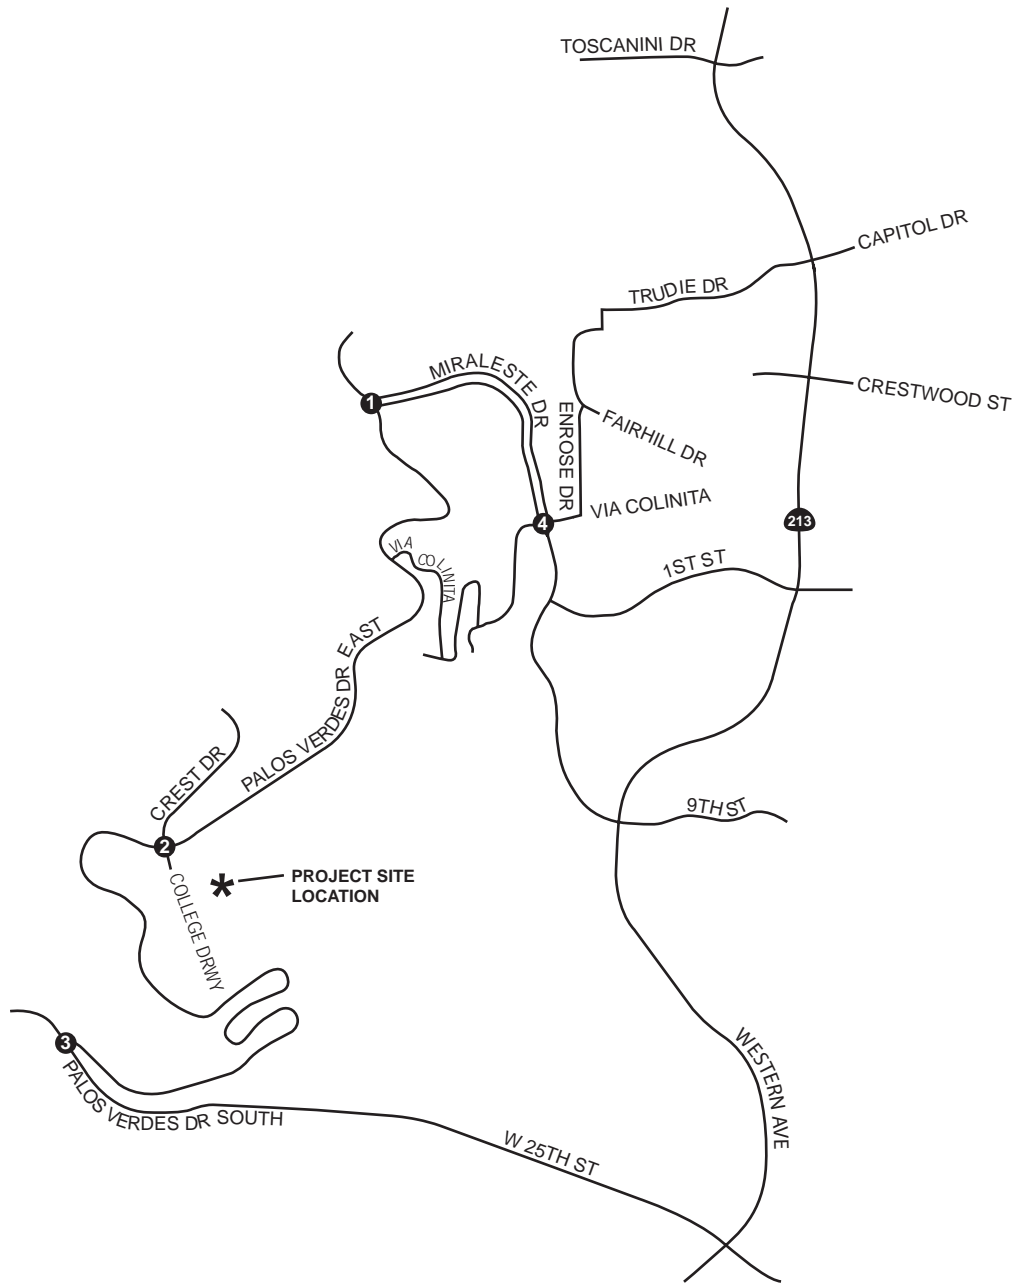 TOSCANINI DR
CAPITOL DR
TRUDIE DR
MIRALESTE DR
CRESTWOOD ST
1
ENROSE DR
FAIRHILL DR
VIA COLINITA
4
213
VIA COLINITA
1ST ST
PALOS VERDES DR EAST
CREST DR
9TH ST
2
PROJECT SITE
LOCATION
COLLEGE DRWY
3
PALOS VERDES DR SOUTH
WESTERN AVE
W 25TH ST